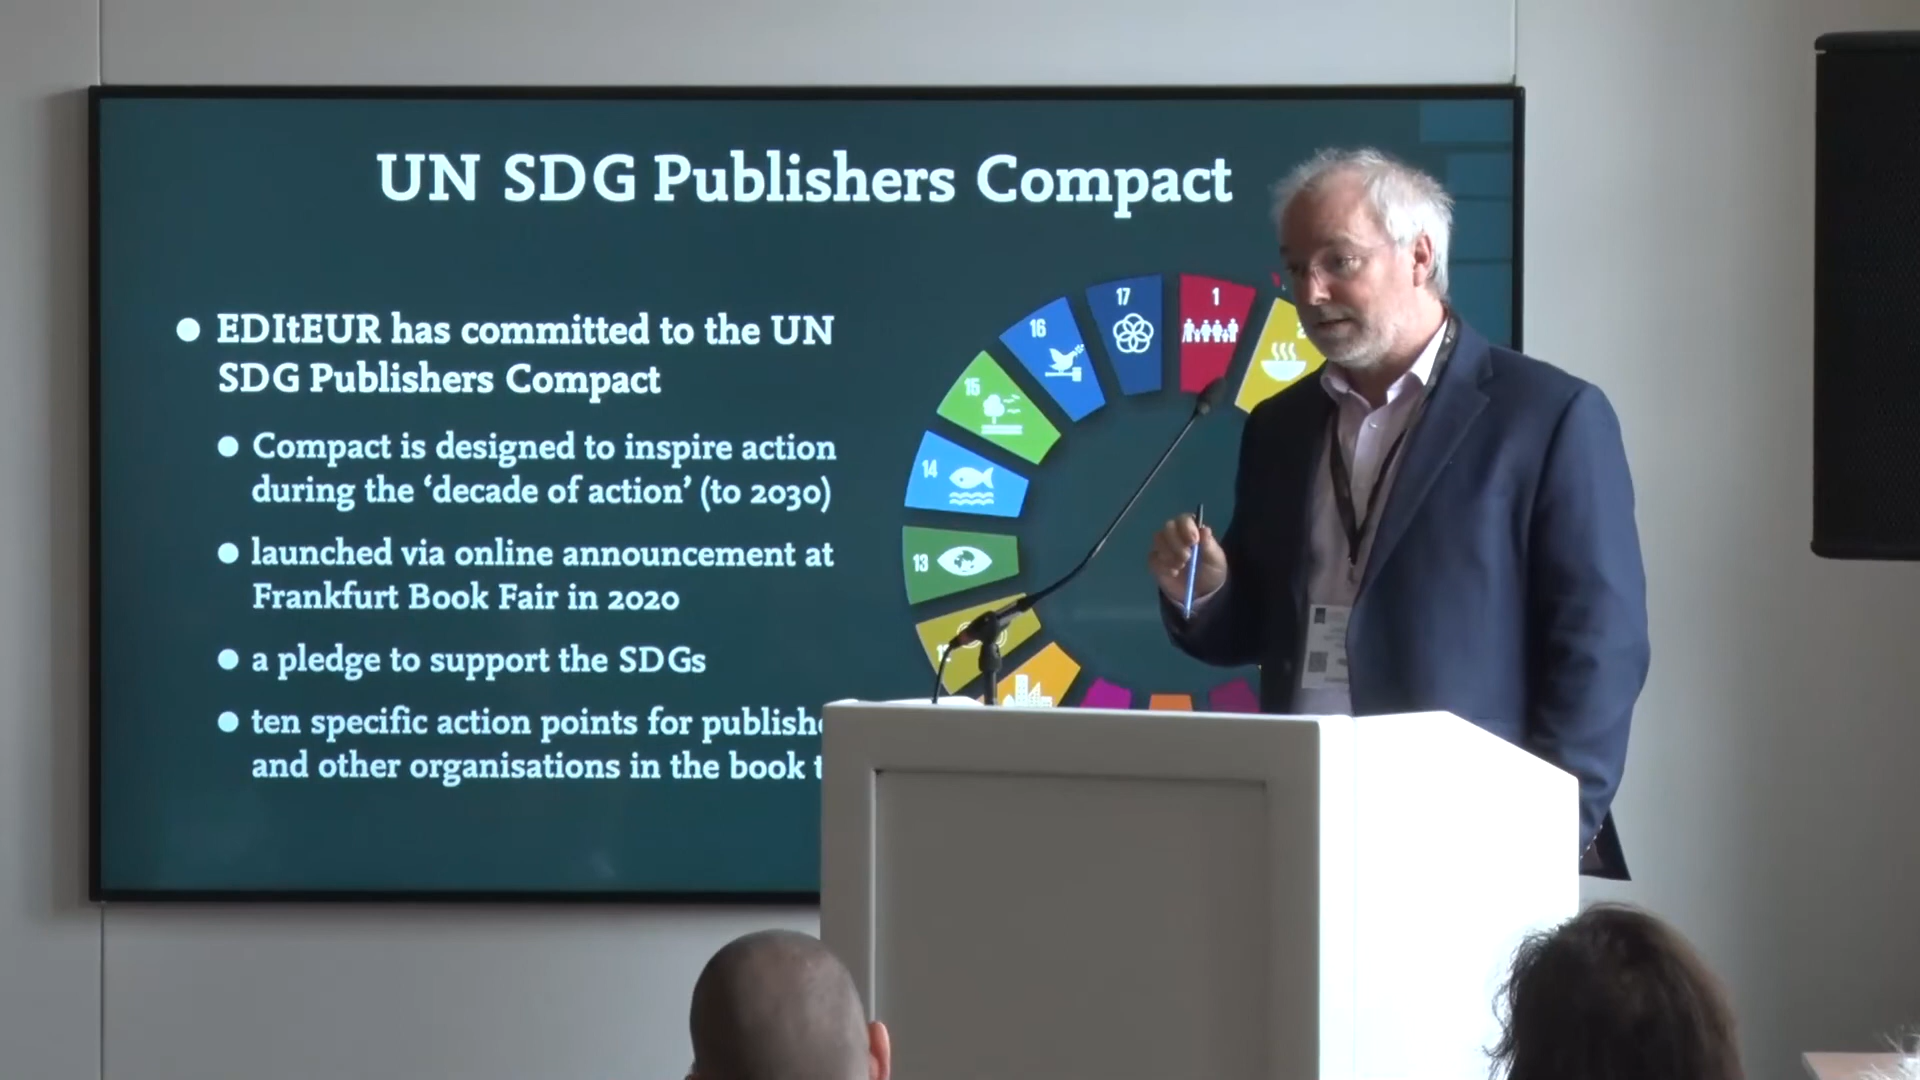 UN SDG Publishers Compact
EDItEUR has committed to the UN
SDG Publishers Compact
Compact is designed to inspire action
during the ‘decade of action’ (to 2030)
launched via online announcement at
Frankfurt Book Fair in 2020
a pledge to support the SDGs
ten specific action points for
and other organisations in the book
17
1
16
15
14
13